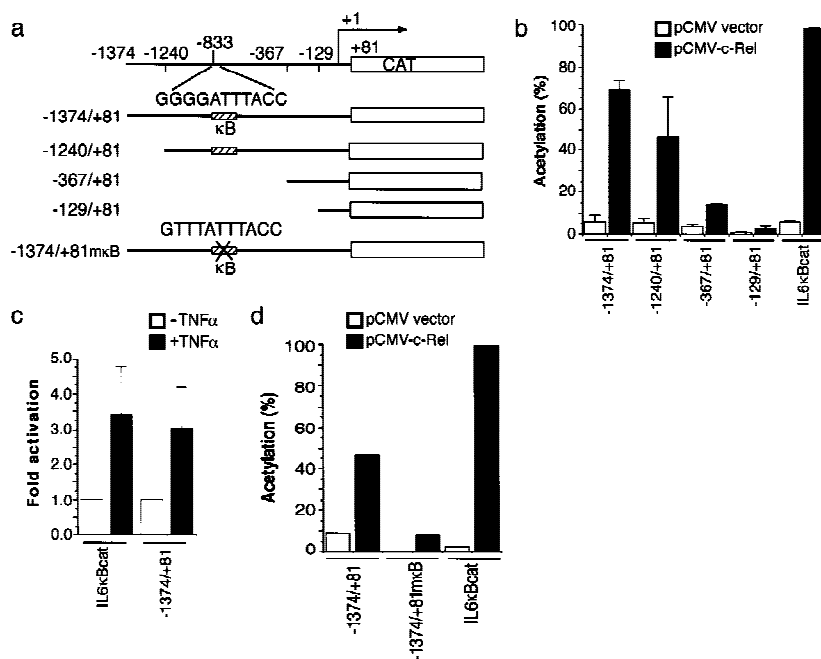 a
+1
-1374 -1240 -833 -367 -129 +81
CAT
GGGGATTTACC
-1374/+81
κB
-1240/+81
-367/+81
-129/+81
GTTTATTTACC
-1374/+81mκB
κB
b
pCMV vector
pCMV-c-Rel
Acetylation (%)
100
80
60
40
20
0
-1374/+81
-1240/+81
-367/+81
-129/+81
IL6κBcat
c
-TNFα
+TNFα
Fold activation
5.0
4.0
3.0
2.0
1.0
0.0
IL6κBcat
-1374/+81
d
pCMV vector
pCMV-c-Rel
Acetylation (%)
100
80
60
40
20
0
-1374/+81
-1374/+81mκB
IL6κBcat